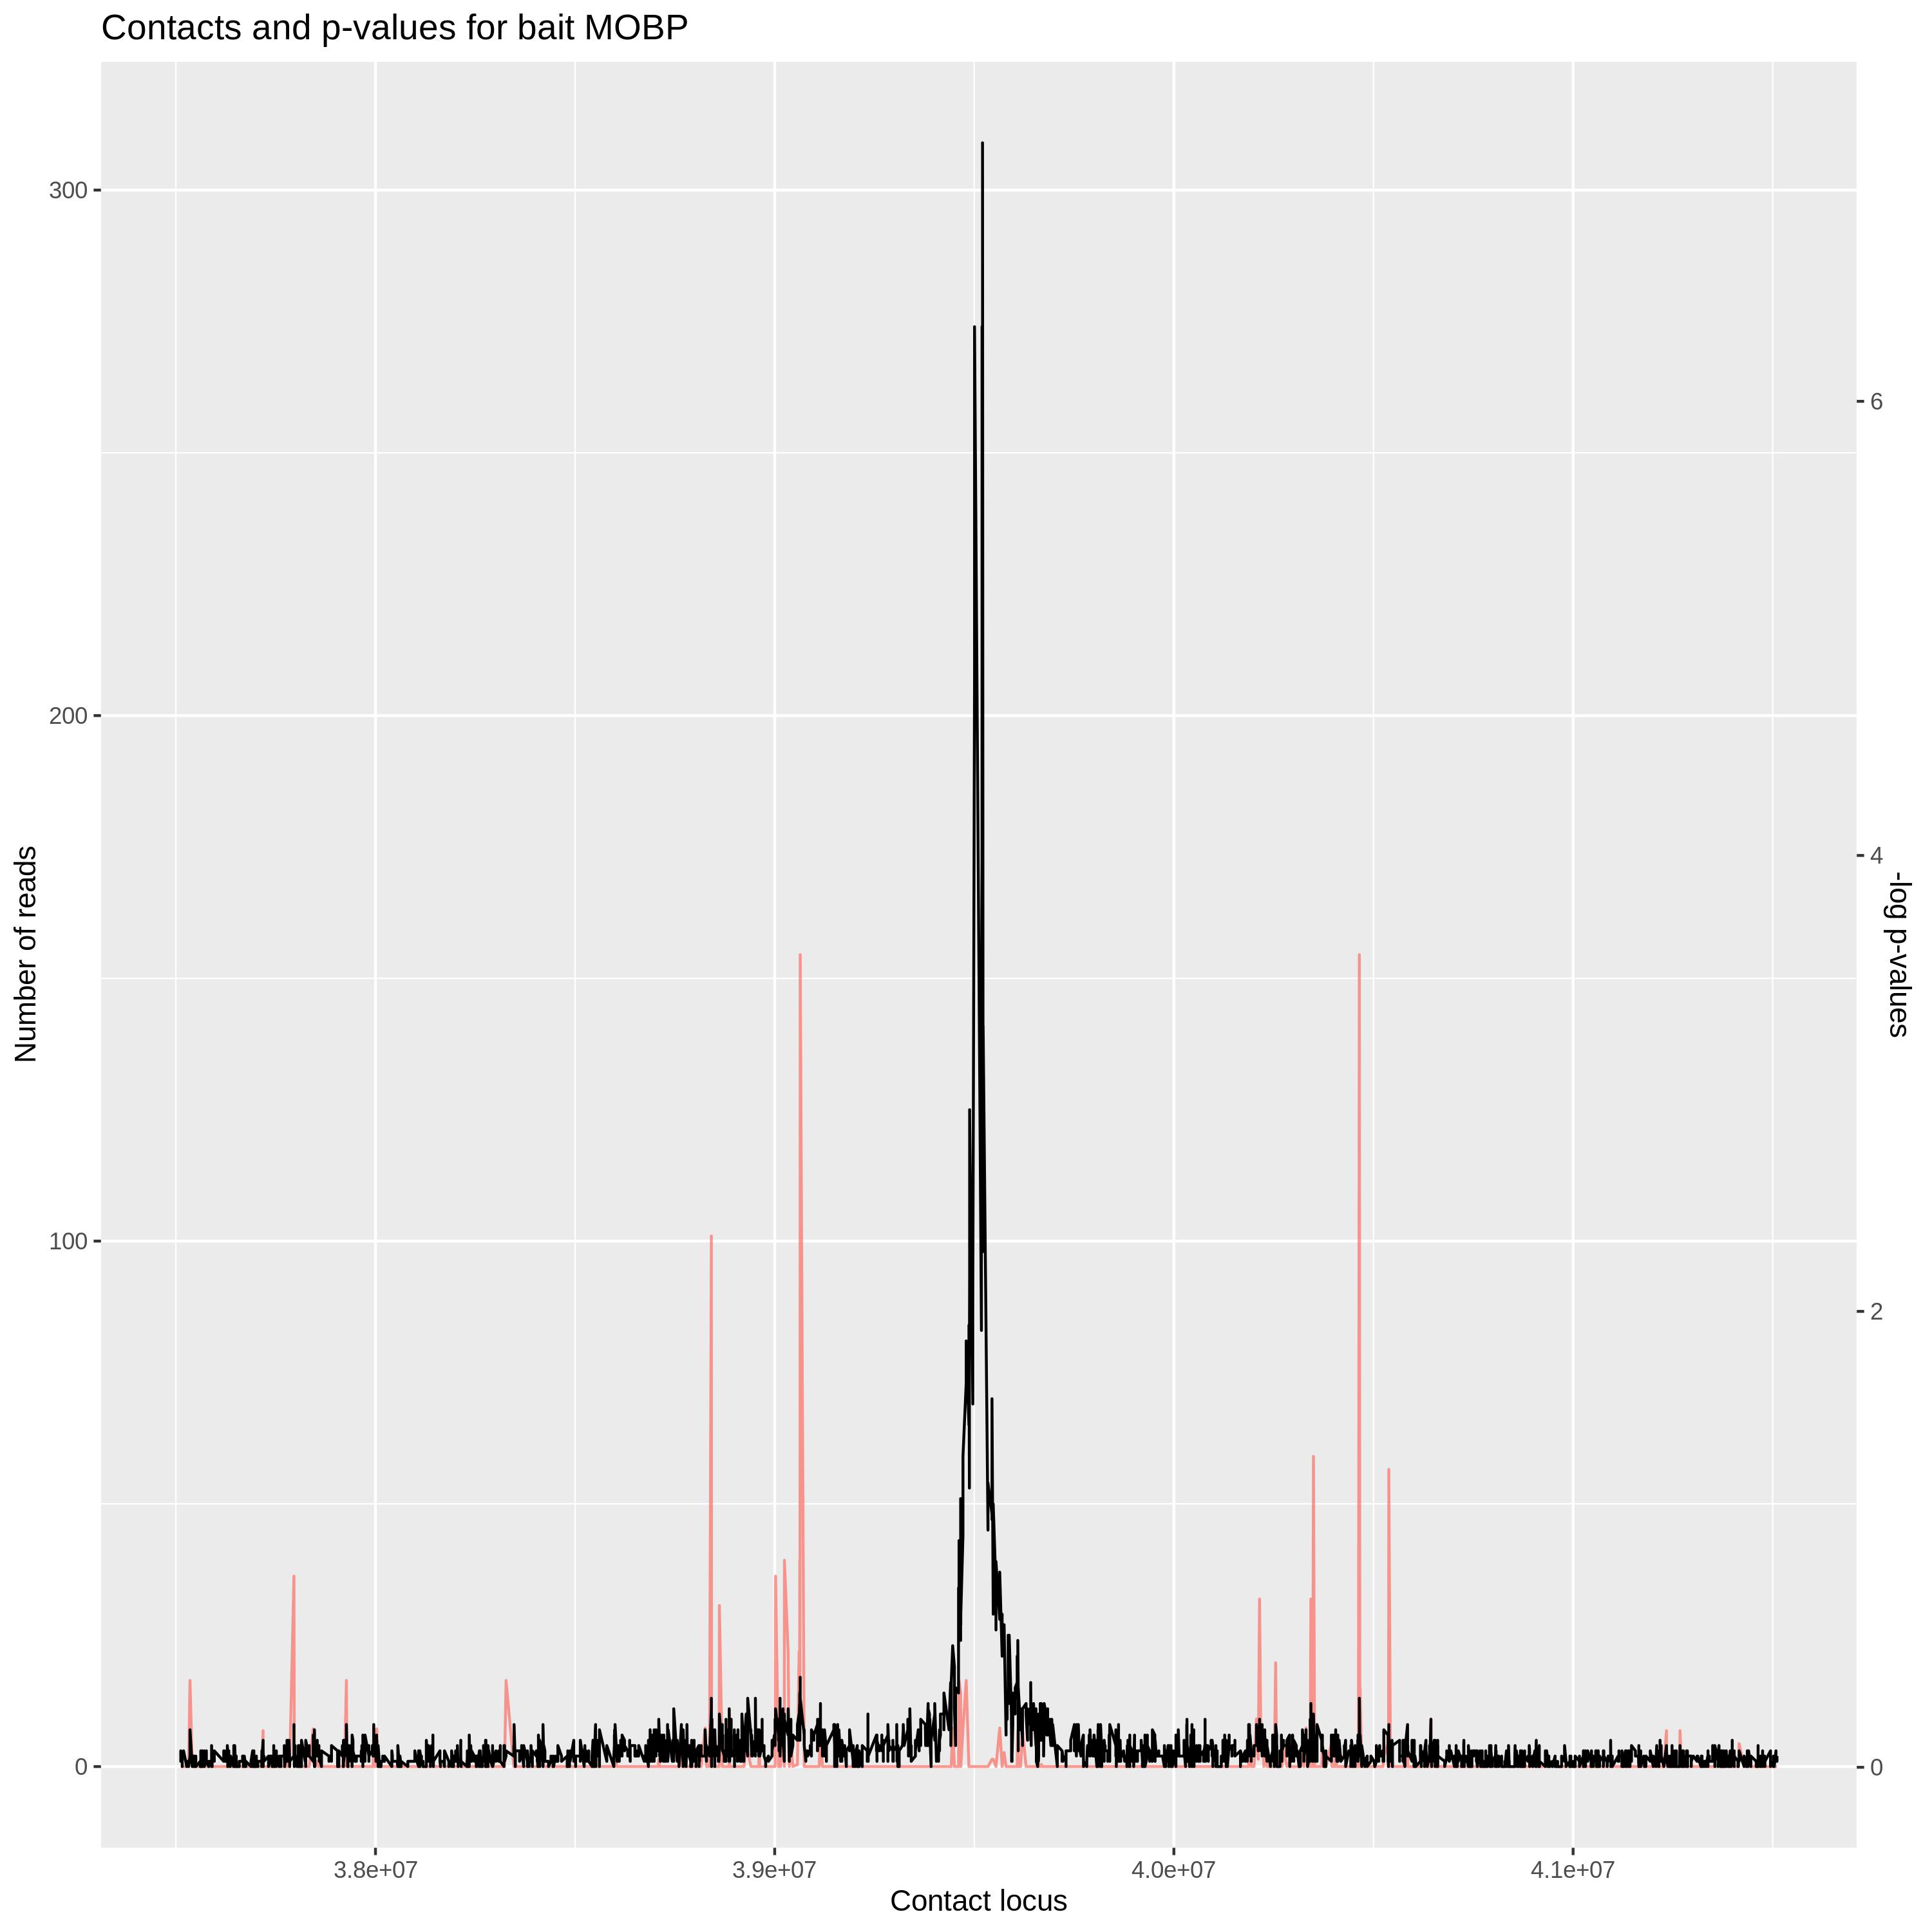 Contacts and p-values for bait MOBP
300
200
100
0
Number of reads
6
4
2
0
-log p-values
3.8e+07
3.9e+07
4.0e+07
4.1e+07
Contact locus